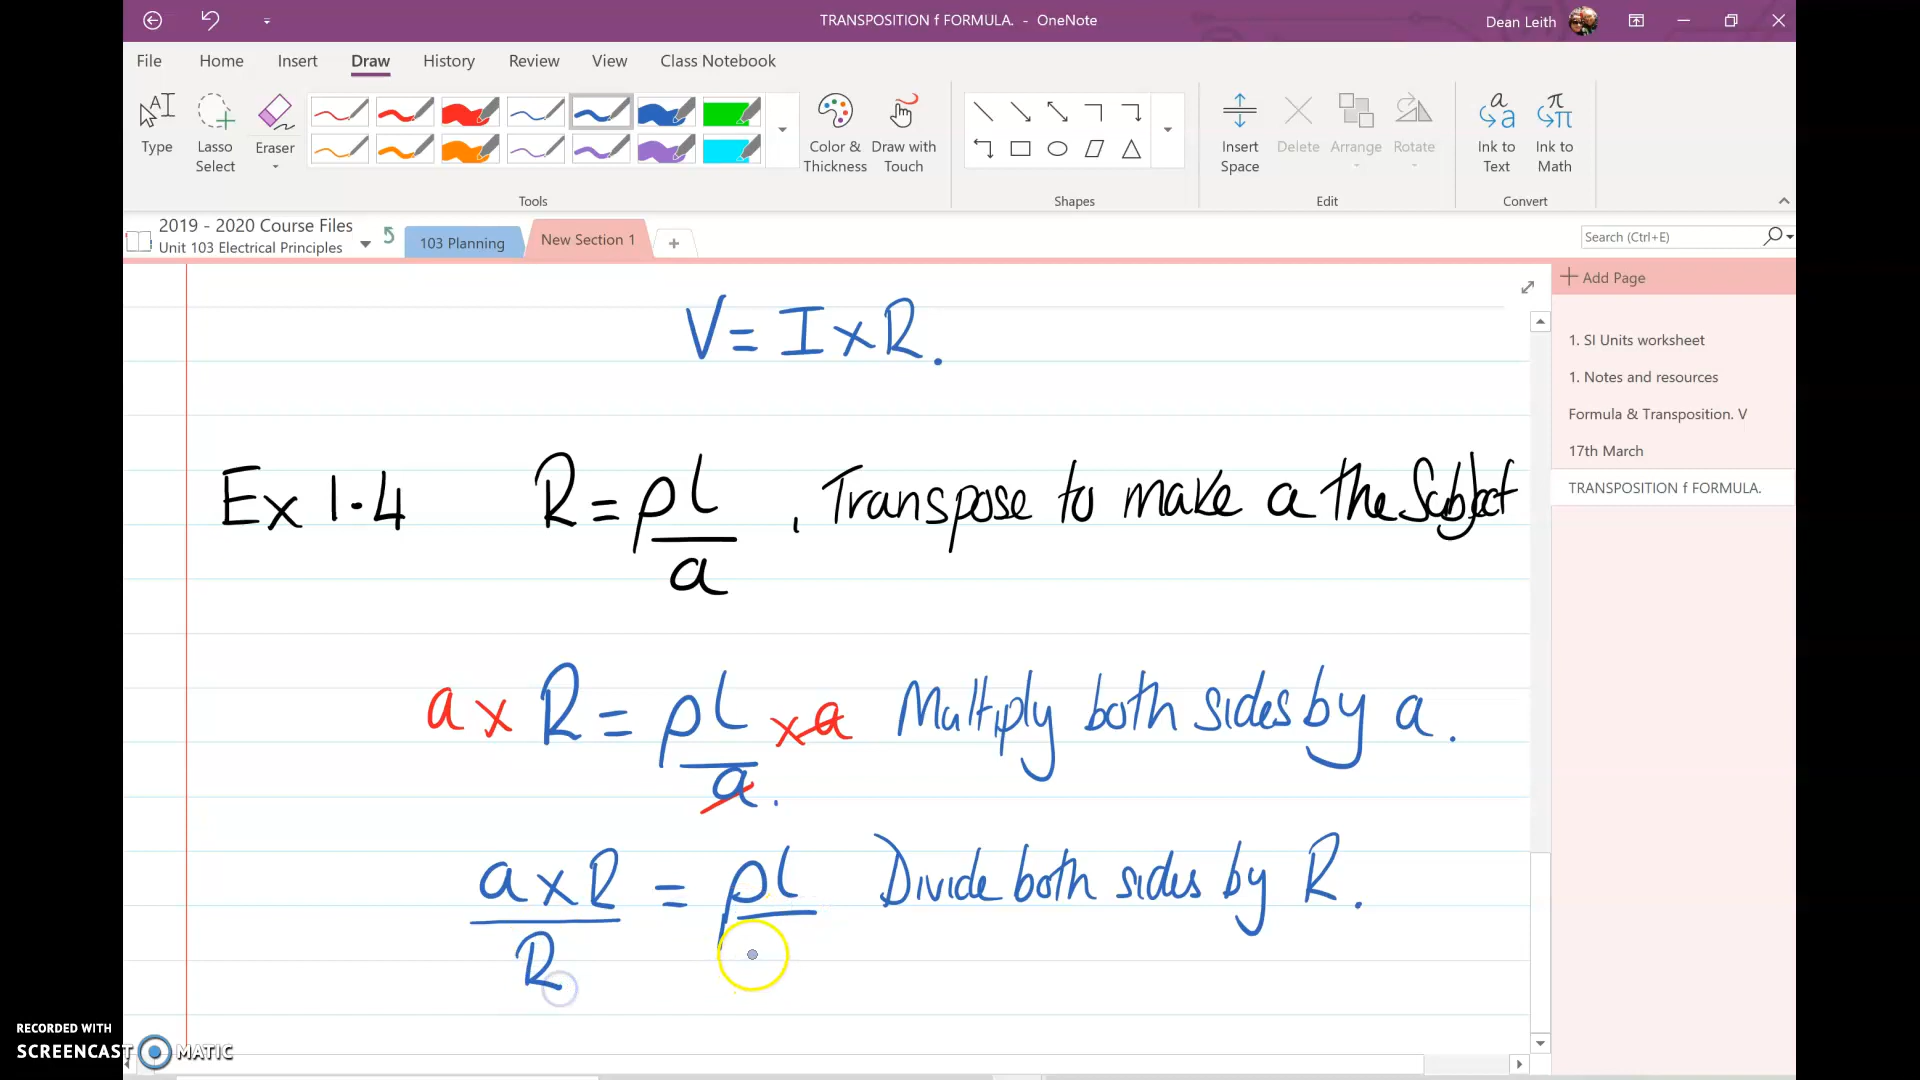 TRANSPOSITION f FORMULA. - OneNote
Dean Leith
File Home Insert Draw History Review View Class Notebook
Type
Lasso Select
Eraser
Color & Thickness
Draw with Touch
Insert Space
Delete
Arrange
Rotate
Ink to Text
Ink to Math
Tools
Shapes
Edit
Convert
2019 - 2020 Course Files
Unit 103 Electrical Principles
103 Planning
New Section 1
Search (Ctrl+E)
Add Page
1. SI Units worksheet
1. Notes and resources
Formula & Transposition. V
17th March
TRANSPOSITION f FORMULA.
V = I x R.
Ex 1.4 R = ρL , Transpose to make a the Subject
a
a x R = ρL x a Multiply both sides by a.
a.
a x R = ρL Divide both sides by R.
R
RECORDED WITH
SCREENCAST MATIC